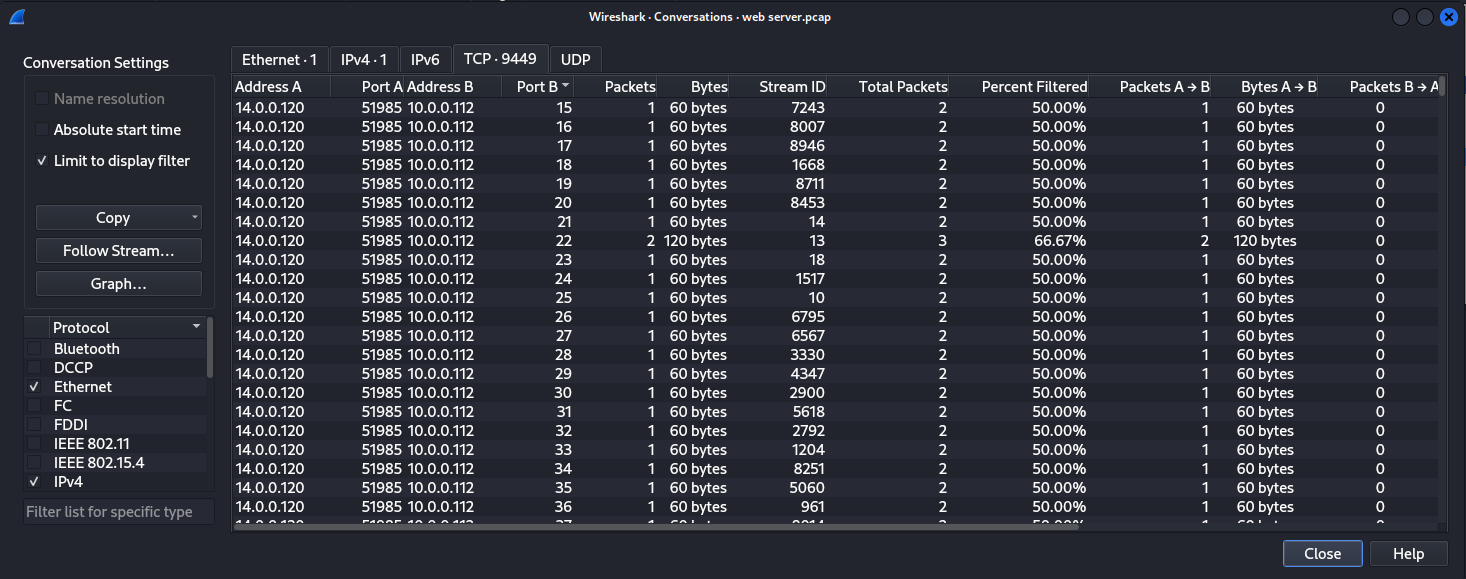 Wireshark · Conversations · web server.pcap
Conversation Settings
Name resolution
Absolute start time
Limit to display filter
Copy
Follow Stream…
Graph…
Protocol
Bluetooth
DCCP
Ethernet
FC
FDDI
IEEE 802.11
IEEE 802.15.4
IPv4
Filter list for specific type
Ethernet · 1 IPv4 · 1 IPv6 TCP · 9449 UDP
Address A Port A Address B Port B Packets Bytes Stream ID Total Packets Percent Filtered Packets A → B Bytes A → B Packets B → A
14.0.0.120 51985 10.0.0.112 15 1 60 bytes 7243 2 50.00% 1 60 bytes 0
14.0.0.120 51985 10.0.0.112 16 1 60 bytes 8007 2 50.00% 1 60 bytes 0
14.0.0.120 51985 10.0.0.112 17 1 60 bytes 8946 2 50.00% 1 60 bytes 0
14.0.0.120 51985 10.0.0.112 18 1 60 bytes 1668 2 50.00% 1 60 bytes 0
14.0.0.120 51985 10.0.0.112 19 1 60 bytes 8711 2 50.00% 1 60 bytes 0
14.0.0.120 51985 10.0.0.112 20 1 60 bytes 8453 2 50.00% 1 60 bytes 0
14.0.0.120 51985 10.0.0.112 21 1 60 bytes 14 2 50.00% 1 60 bytes 0
14.0.0.120 51985 10.0.0.112 22 2 120 bytes 13 3 66.67% 2 120 bytes 0
14.0.0.120 51985 10.0.0.112 23 1 60 bytes 18 2 50.00% 1 60 bytes 0
14.0.0.120 51985 10.0.0.112 24 1 60 bytes 1517 2 50.00% 1 60 bytes 0
14.0.0.120 51985 10.0.0.112 25 1 60 bytes 10 2 50.00% 1 60 bytes 0
14.0.0.120 51985 10.0.0.112 26 1 60 bytes 6795 2 50.00% 1 60 bytes 0
14.0.0.120 51985 10.0.0.112 27 1 60 bytes 6567 2 50.00% 1 60 bytes 0
14.0.0.120 51985 10.0.0.112 28 1 60 bytes 3330 2 50.00% 1 60 bytes 0
14.0.0.120 51985 10.0.0.112 29 1 60 bytes 4347 2 50.00% 1 60 bytes 0
14.0.0.120 51985 10.0.0.112 30 1 60 bytes 2900 2 50.00% 1 60 bytes 0
14.0.0.120 51985 10.0.0.112 31 1 60 bytes 5618 2 50.00% 1 60 bytes 0
14.0.0.120 51985 10.0.0.112 32 1 60 bytes 2792 2 50.00% 1 60 bytes 0
14.0.0.120 51985 10.0.0.112 33 1 60 bytes 1204 2 50.00% 1 60 bytes 0
14.0.0.120 51985 10.0.0.112 34 1 60 bytes 8251 2 50.00% 1 60 bytes 0
14.0.0.120 51985 10.0.0.112 35 1 60 bytes 5060 2 50.00% 1 60 bytes 0
14.0.0.120 51985 10.0.0.112 36 1 60 bytes 961 2 50.00% 1 60 bytes 0
Close Help